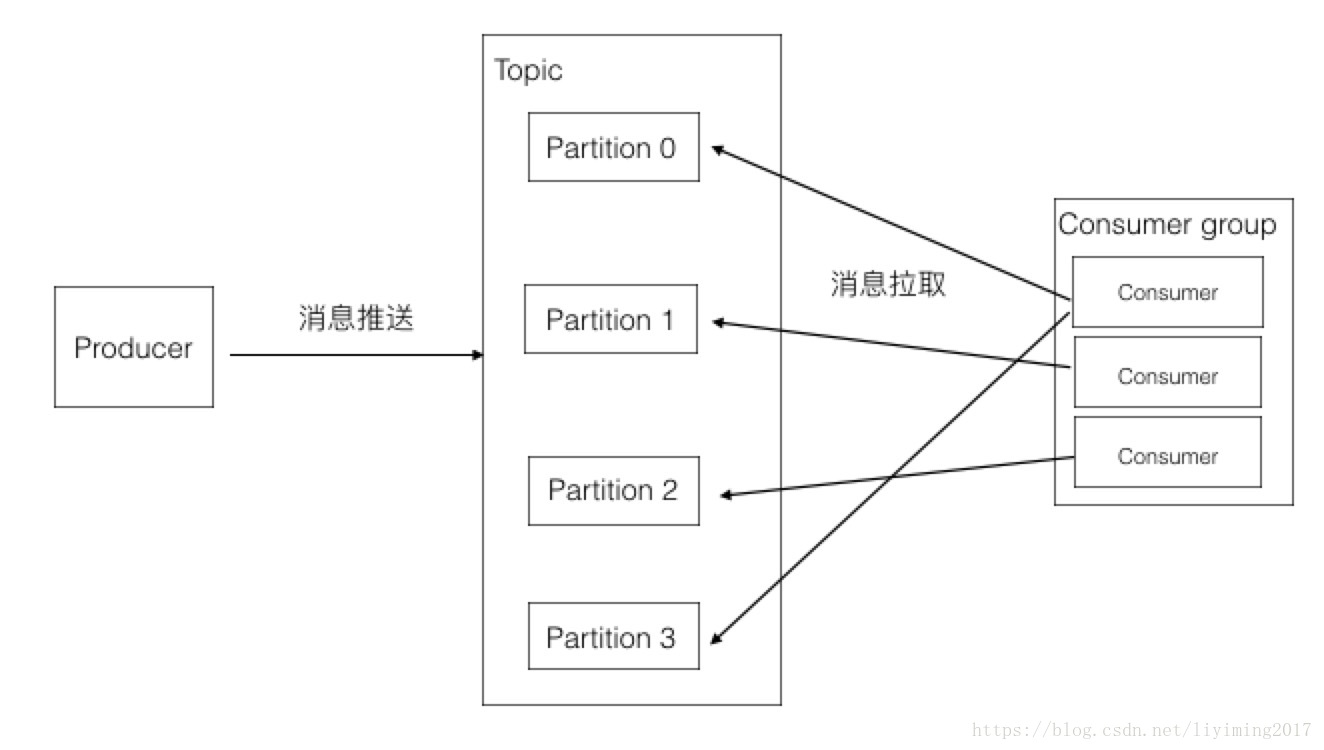 Topic
Partition 0
Consumer group
消息拉取
Consumer
消息推送
Partition 1
Producer
Consumer
Consumer
Partition 2
Partition 3
https://blog.csdn.net/liyiming2017